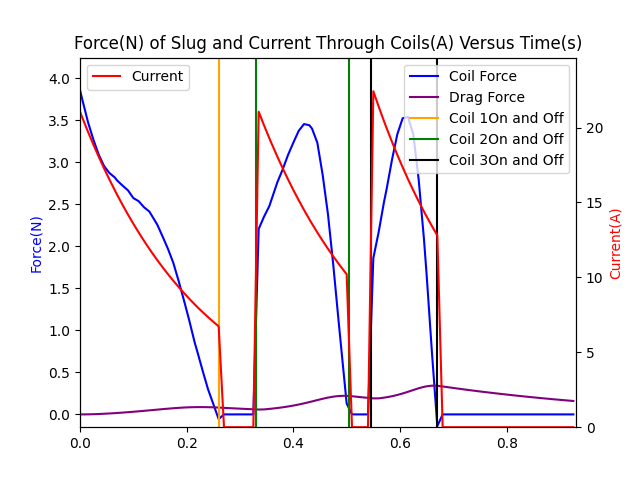 Force(N) of Slug and Current Through Coils(A) Versus Time(s)
Current
Coil Force
Drag Force
Coil 1On and Off
Coil 2On and Off
Coil 3On and Off
Force(N)
4.0
3.5
3.0
2.5
2.0
1.5
1.0
0.5
0.0
Current(A)
20
15
10
5
0
0.0 0.2 0.4 0.6 0.8